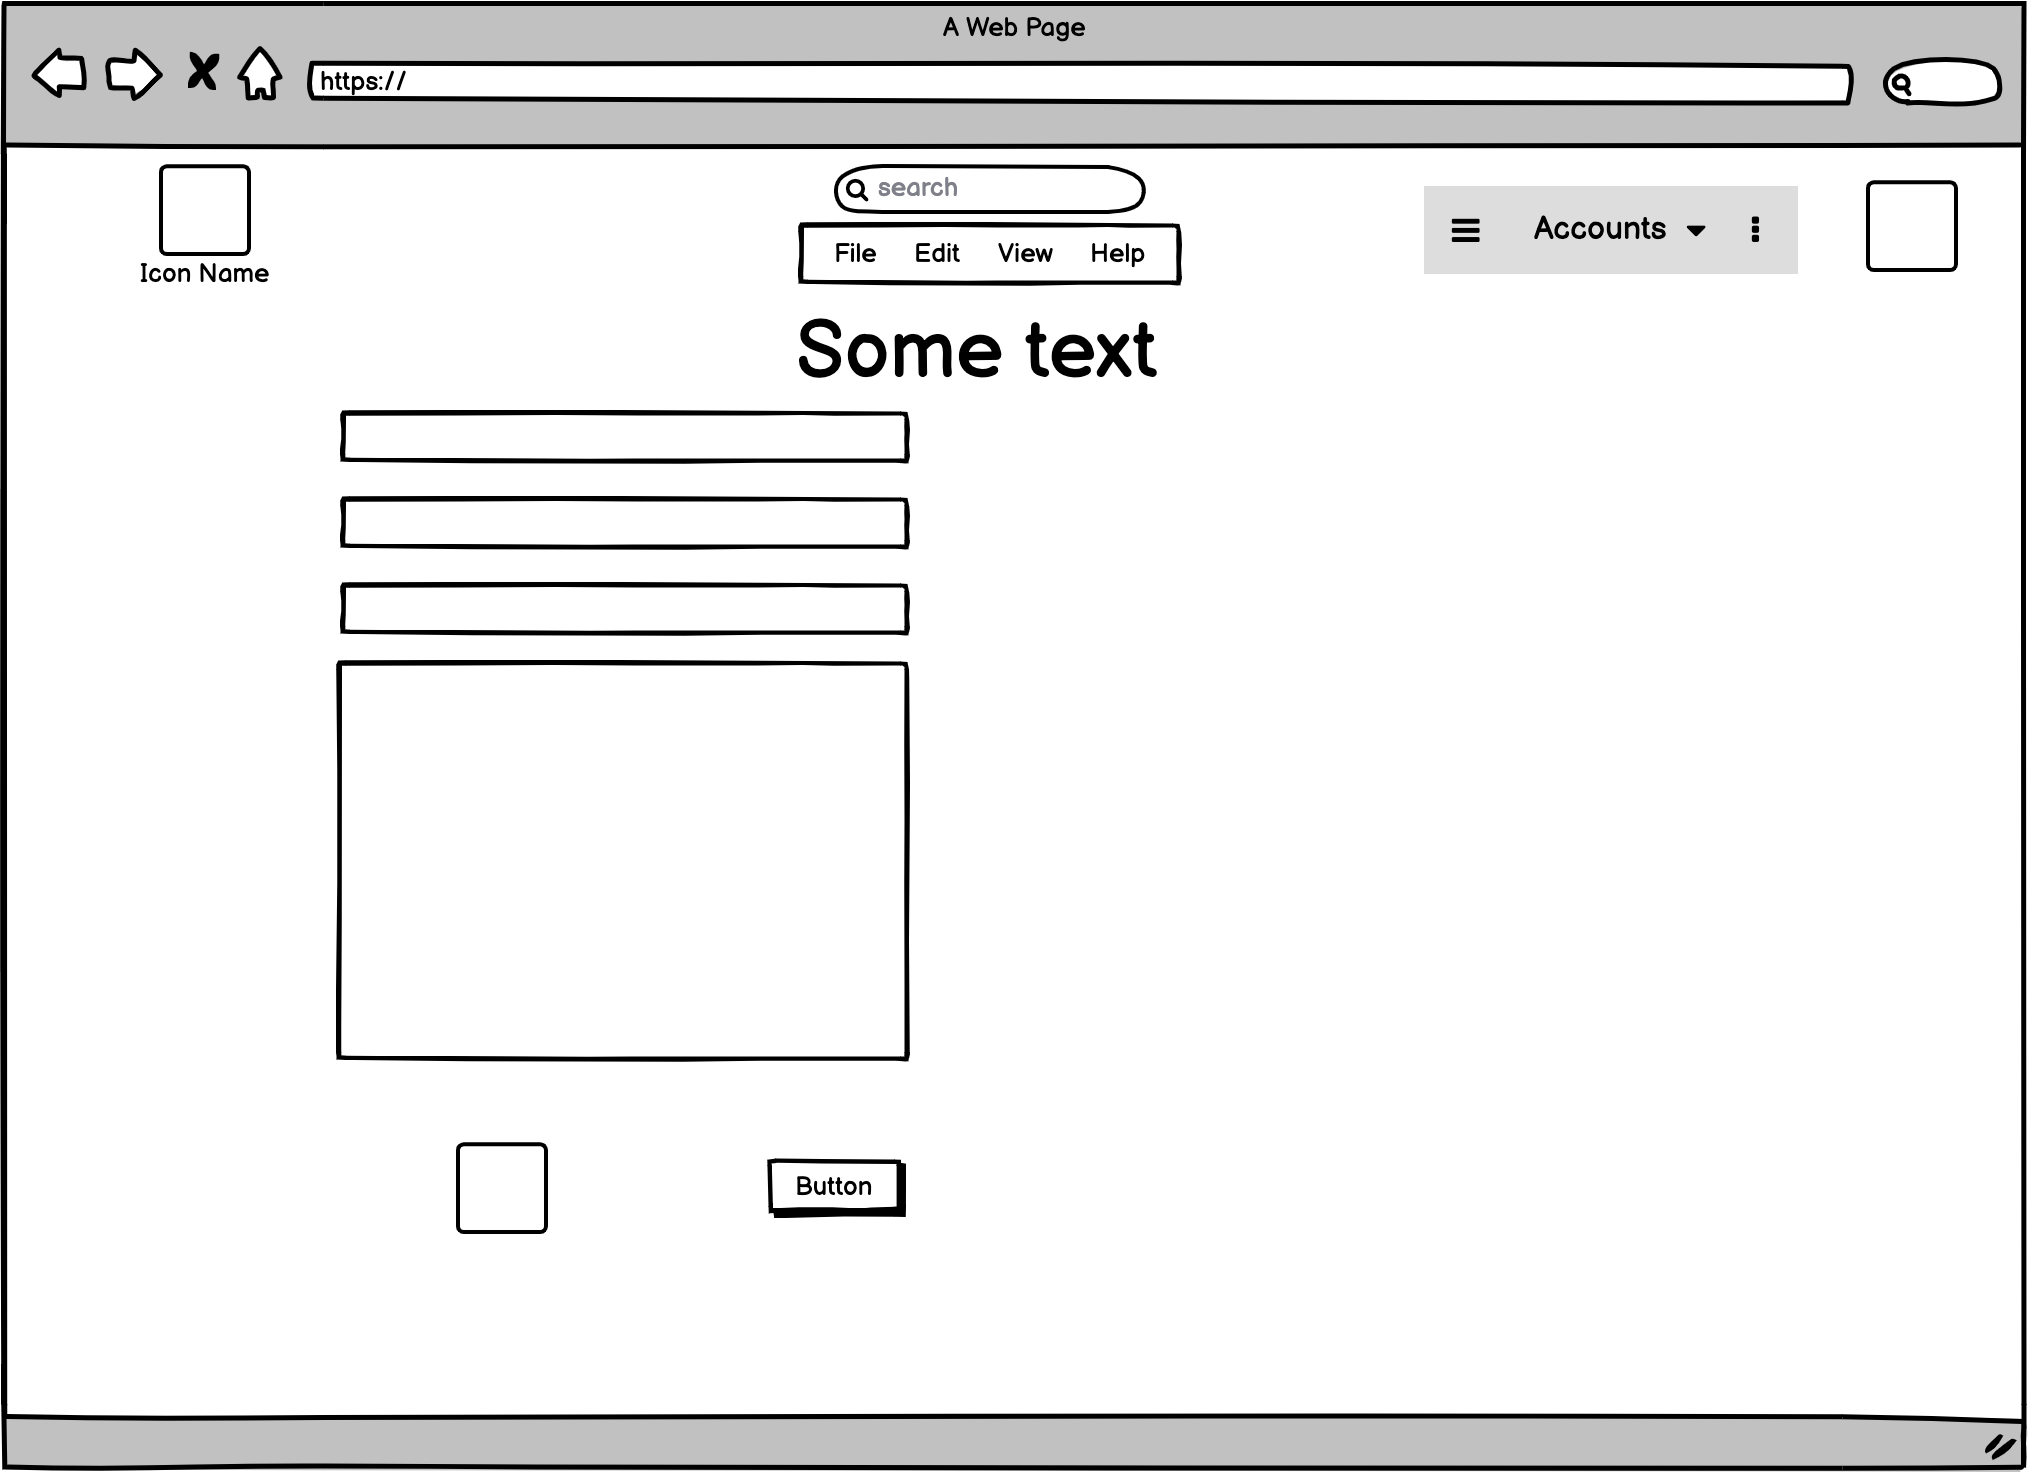 A Web Page
https://
search
Icon Name
File Edit View Help
Accounts
Some text
Button